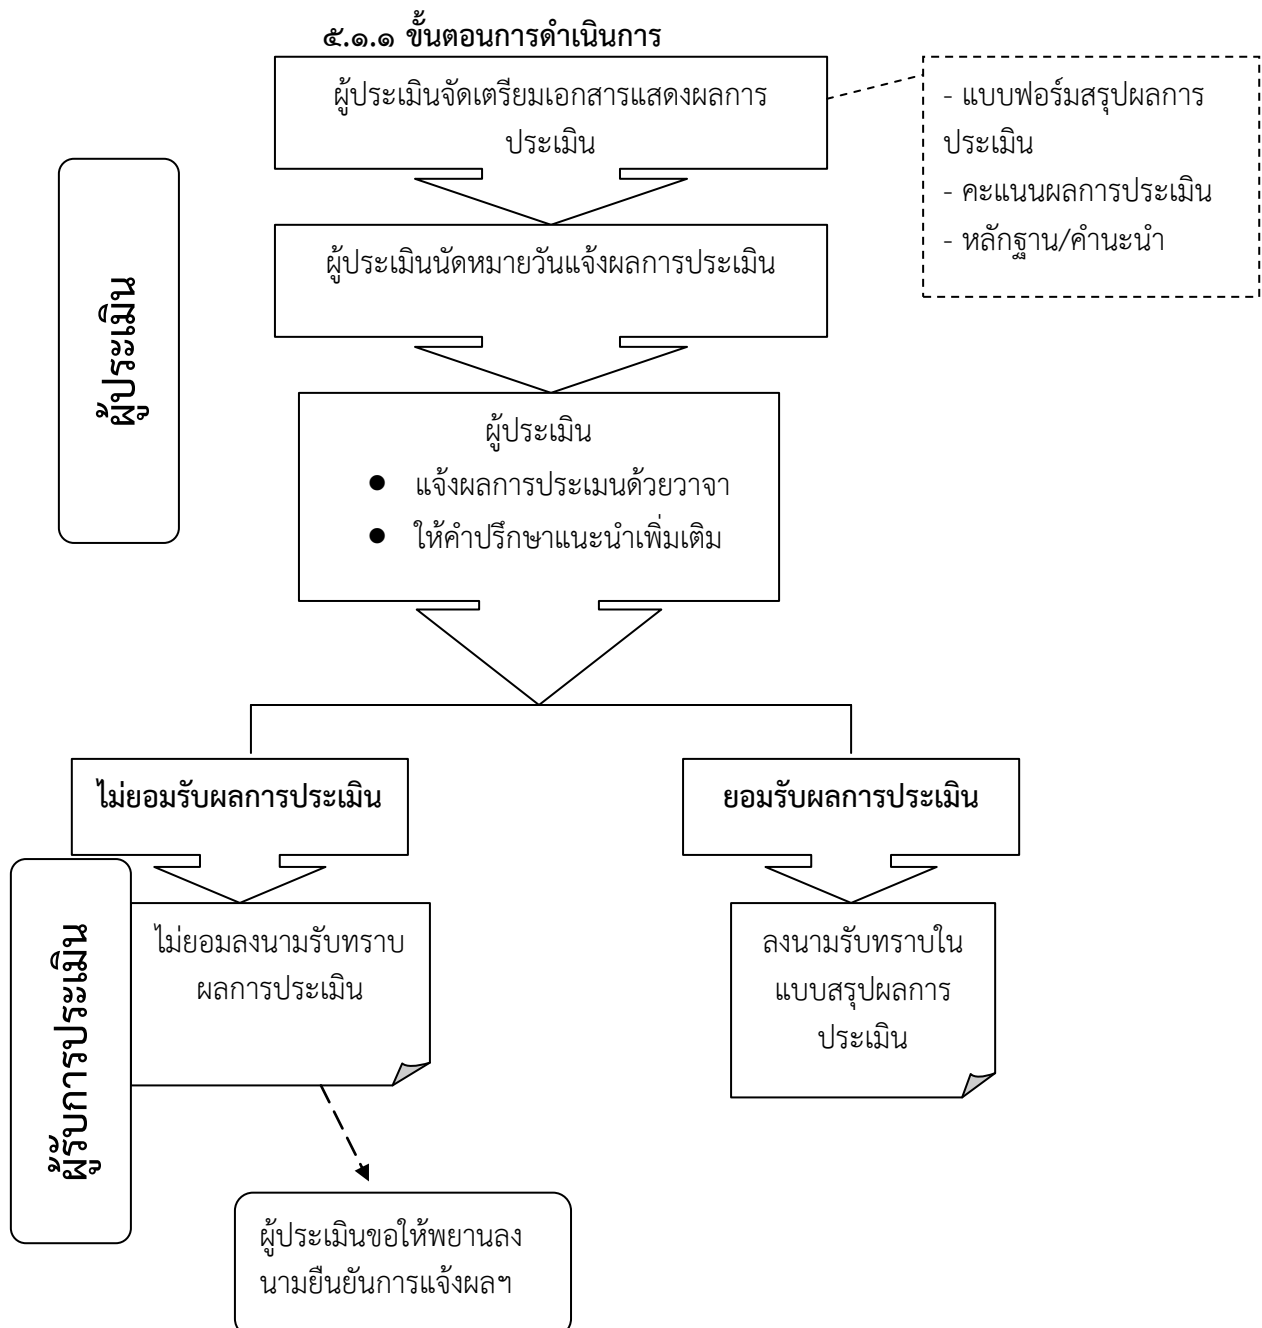 ๕.๑.๑ ขั้นตอนการดำเนินการ
ผู้ประเมินจัดเตรียมเอกสารแสดงผลการ
ประเมิน
- แบบฟอร์มสรุปผลการ
ประเมิน
- คะแนนผลการประเมิน
- หลักฐาน/คำนะนำ
ผู้ประเมิน
ผู้ประเมินนัดหมายวันแจ้งผลการประเมิน
ผู้ประเมิน
● แจ้งผลการประเมนด้วยวาจา
● ให้คำปรึกษาแนะนำเพิ่มเติม
ไม่ยอมรับผลการประเมิน
ยอมรับผลการประเมิน
ผู้รับการประเมิน
ไม่ยอมลงนามรับทราบ
ผลการประเมิน
ลงนามรับทราบใน
แบบสรุปผลการ
ประเมิน
ผู้ประเมินขอให้พยานลง
นามยืนยันการแจ้งผลฯ